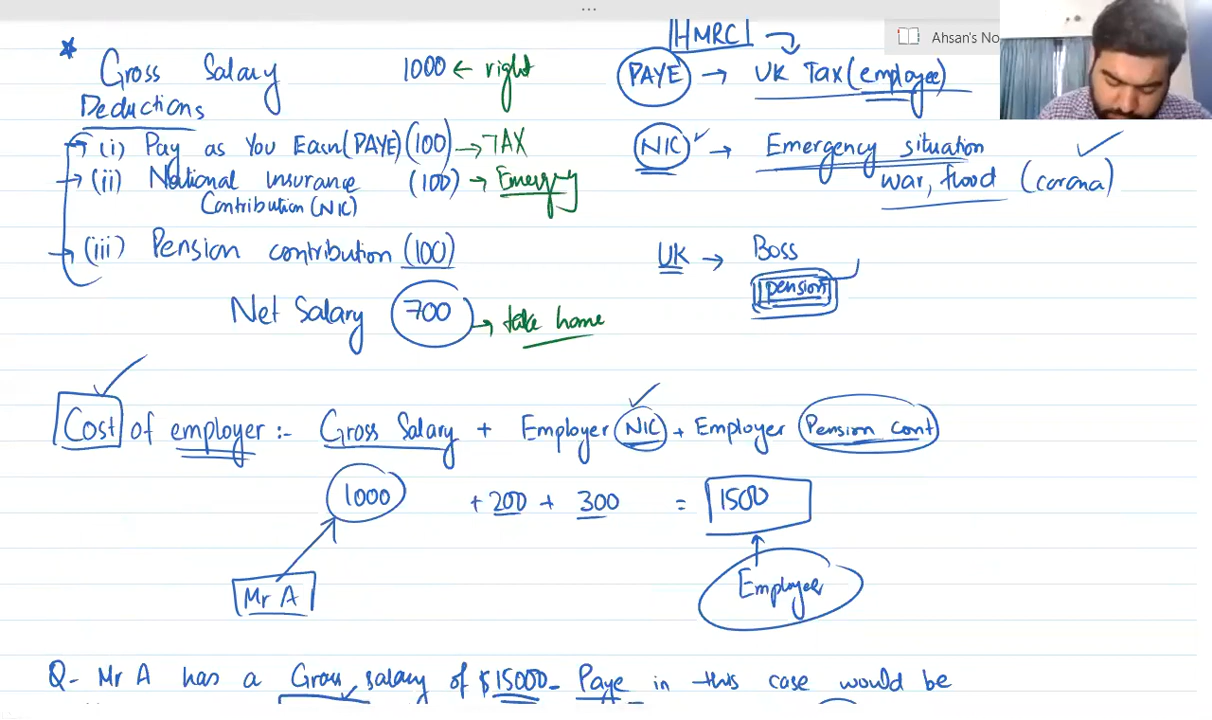 ...
Ahsan's No
HMRC
* Gross Salary 1000 ← right
PAYE → UK Tax (employee)
Deductions
(i) Pay as You Earn (PAYE) (100) → TAX
NIC ✓ → Emergency situation ✓
war, flood (corona)
→ (ii) National insurance (100) → Emergency
Contribution (NIC)
→ (iii) Pension contribution (100)
UK → Boss
pension
Net Salary 700 → take home
Cost of employer :- Gross Salary + Employer NIC + Employer Pension cont
1000 + 200 + 300 = 1500
Mr A
Employer
Q- Mr A has a Gross salary of $15000- Paye in this case would be